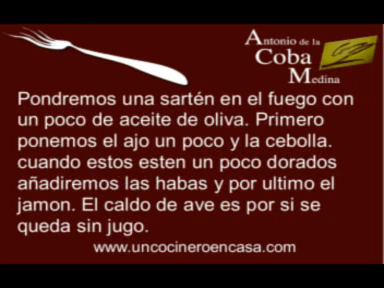 Antonio de la
Coba
Medina
Pondremos una sartén en el fuego con
un poco de aceite de oliva. Primero
ponemos el ajo un poco y la cebolla.
cuando estos esten un poco dorados
añadiremos las habas y por ultimo el
jamon. El caldo de ave es por si se
queda sin jugo.
www.uncocineroencasa.com